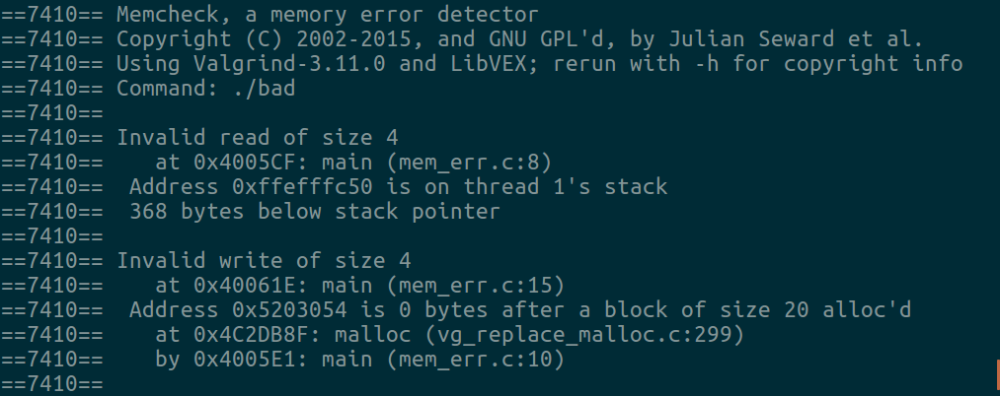 ==7410== Memcheck, a memory error detector
==7410== Copyright (C) 2002-2015, and GNU GPL'd, by Julian Seward et al.
==7410== Using Valgrind-3.11.0 and LibVEX; rerun with -h for copyright info
==7410== Command: ./bad
==7410==
==7410== Invalid read of size 4
==7410==    at 0x4005CF: main (mem_err.c:8)
==7410==  Address 0xffefffc50 is on thread 1's stack
==7410==  368 bytes below stack pointer
==7410==
==7410== Invalid write of size 4
==7410==    at 0x40061E: main (mem_err.c:15)
==7410==  Address 0x5203054 is 0 bytes after a block of size 20 alloc'd
==7410==    at 0x4C2DB8F: malloc (vg_replace_malloc.c:299)
==7410==    by 0x4005E1: main (mem_err.c:10)
==7410==